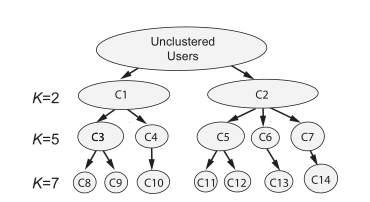 Unclustered
Users
K=2 C1 C2
K=5 C3 C4 C5 C6 C7
K=7 C8 C9 C10 C11 C12 C13 C14